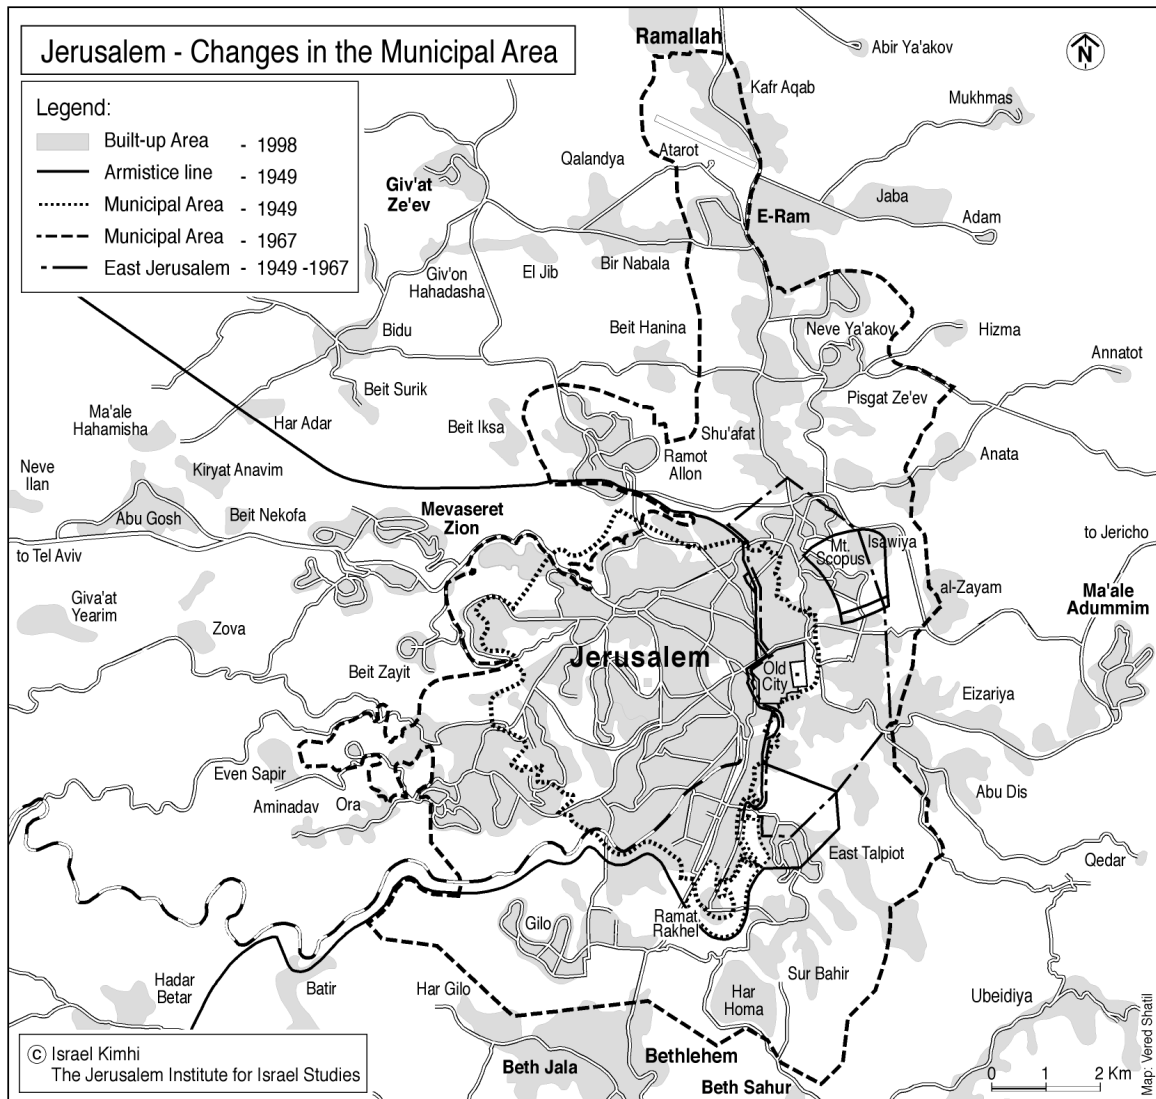 Jerusalem - Changes in the Municipal Area
Legend:
Built-up Area - 1998
Armistice line - 1949
Municipal Area - 1949
Municipal Area - 1967
East Jerusalem - 1949 -1967
N
Ramallah
Abir Ya'akov
Kafr Aqab
Mukhmas
Atarot
Qalandya
Giv'at
Ze'ev
Jaba
E-Ram
Adam
Bir Nabala
El Jib
Giv'on
Hahadasha
Beit Hanina
Neve Ya'akov
Hizma
Bidu
Annatot
Beit Surik
Pisgat Ze'ev
Ma'ale
Hahamisha
Har Adar
Beit Iksa
Shu'afat
Ramot
Allon
Anata
Neve
Ilan
Kiryat Anavim
Abu Gosh
Beit Nekofa
Mevaseret
Zion
to Tel Aviv
Mt.
Scopus
Isawiya
to Jericho
al-Zayam
Ma'ale
Adummim
Giva'at
Yearim
Zova
Beit Zayit
Jerusalem
Old
City
Eizariya
Even Sapir
Aminadav
Ora
Abu Dis
East Talpiot
Qedar
Gilo
Ramat
Rakhel
Hadar
Betar
Batir
Har Gilo
Sur Bahir
Har
Homa
Ubeidiya
Bethlehem
Beth Jala
Beth Sahur
© Israel Kimhi
The Jerusalem Institute for Israel Studies
0 1 2 Km
Map: Vered Shatil